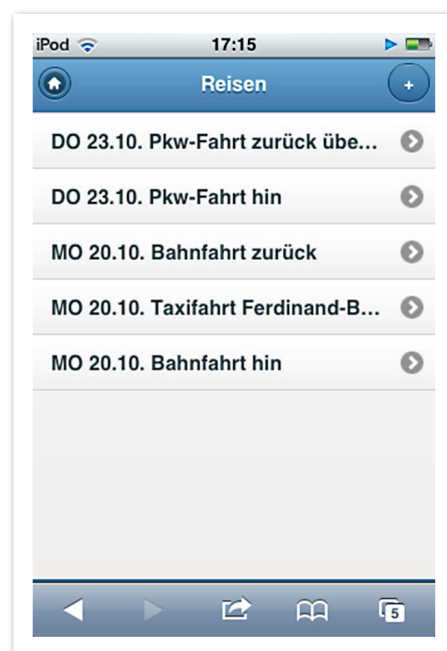 iPod 17:15
Reisen +
DO 23.10. Pkw-Fahrt zurück übe...
DO 23.10. Pkw-Fahrt hin
MO 20.10. Bahnfahrt zurück
MO 20.10. Taxifahrt Ferdinand-B...
MO 20.10. Bahnfahrt hin
5